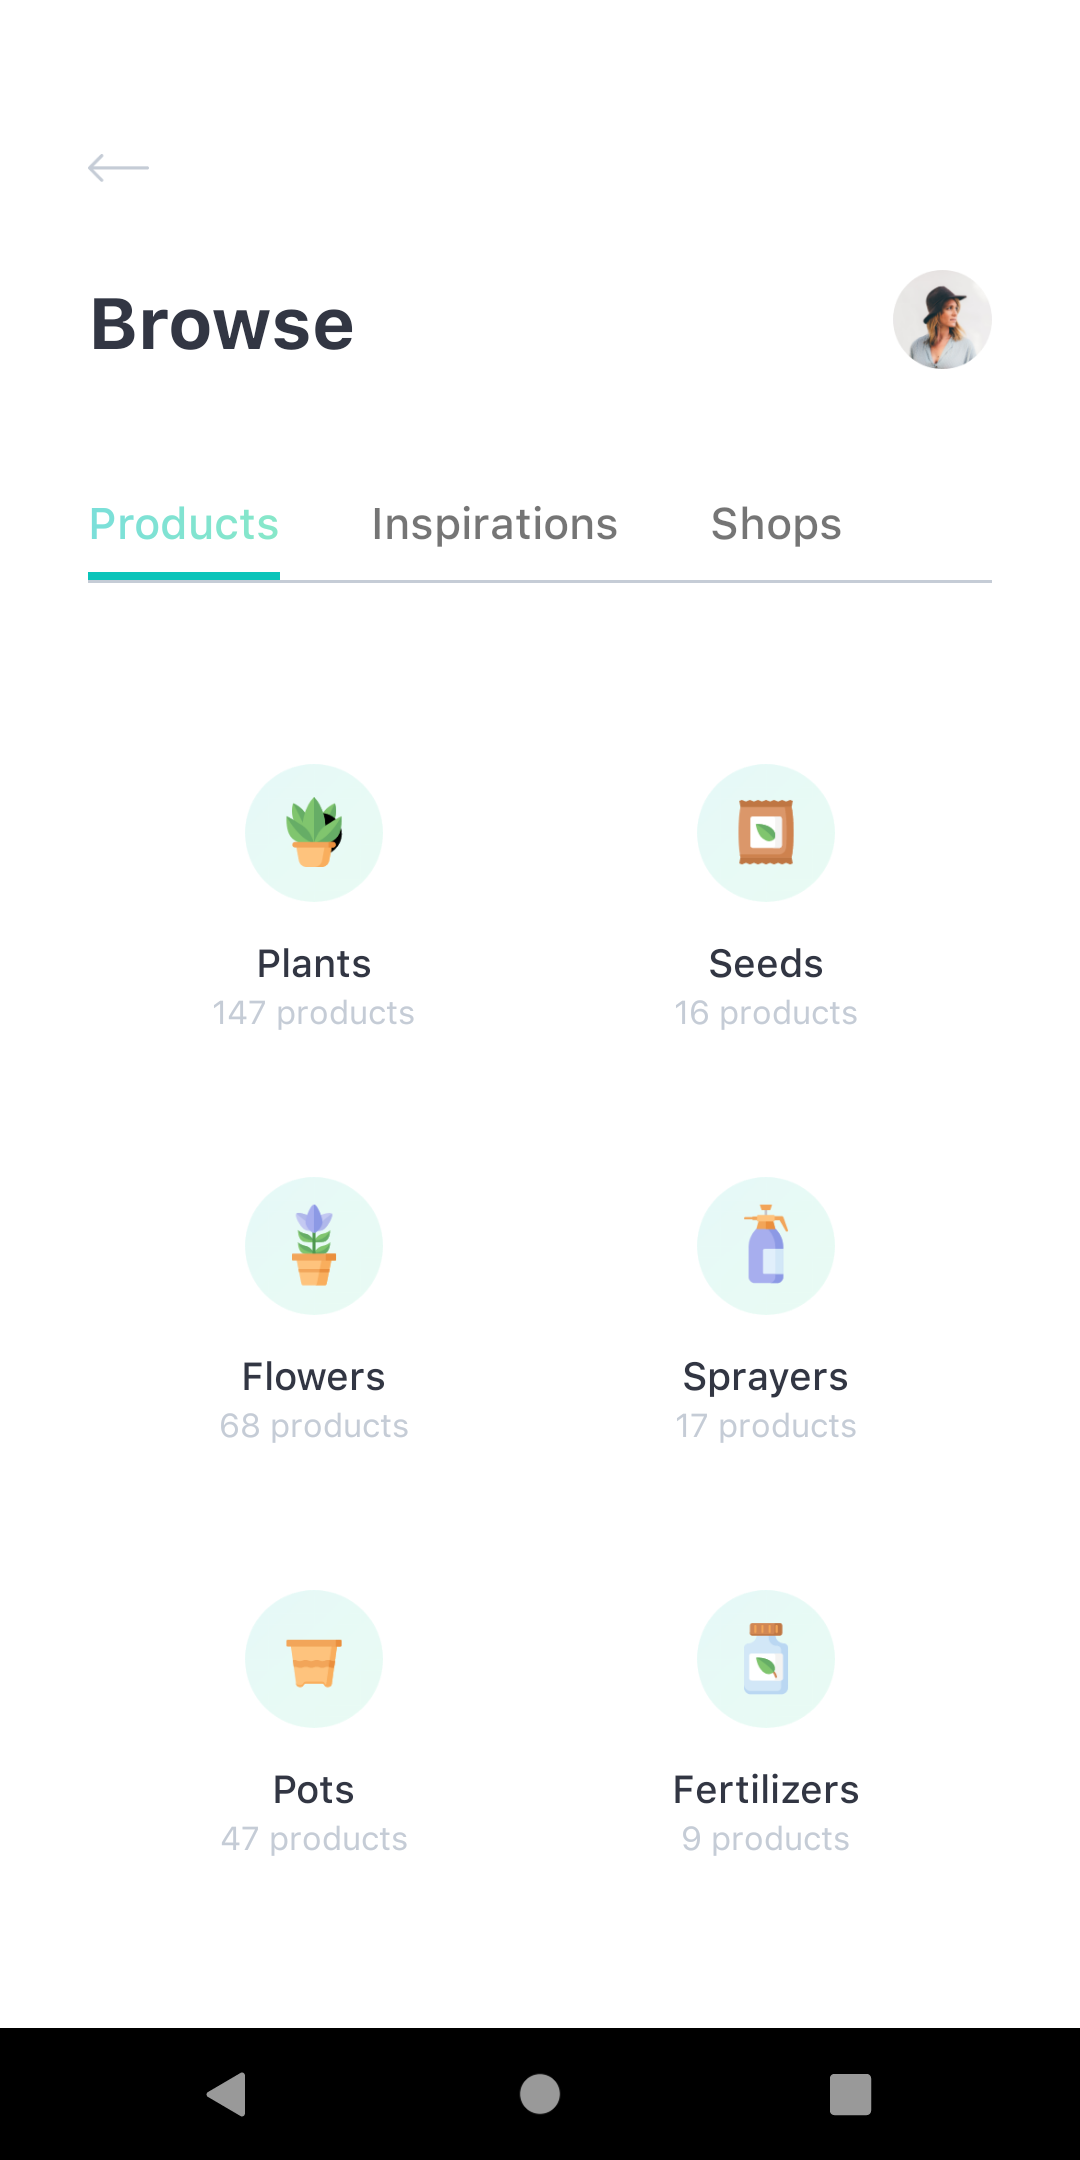 Browse
Products
Inspirations
Shops
Plants
147 products
Seeds
16 products
Flowers
68 products
Sprayers
17 products
Pots
47 products
Fertilizers
9 products